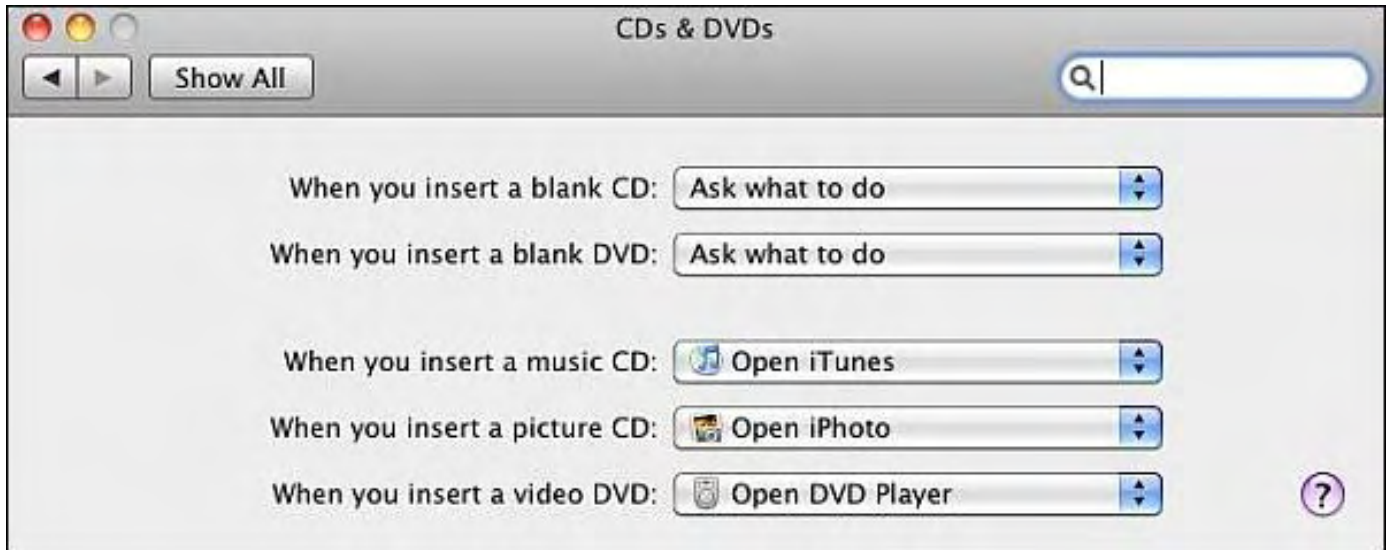 CDs & DVDs
Show All
When you insert a blank CD: Ask what to do
When you insert a blank DVD: Ask what to do
When you insert a music CD: Open iTunes
When you insert a picture CD: Open iPhoto
When you insert a video DVD: Open DVD Player
?